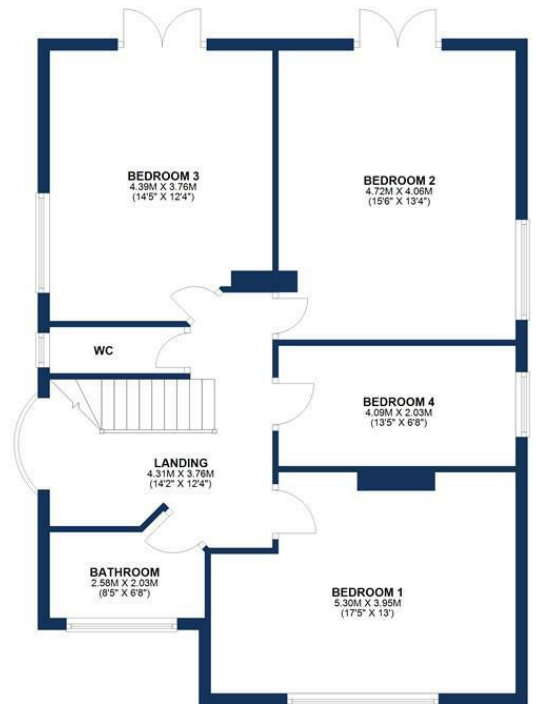 BEDROOM 3
4.39M X 3.76M
(14'5" X 12'4")
BEDROOM 2
4.72M X 4.06M
(15'6" X 13'4")
WC
BEDROOM 4
4.09M X 2.03M
(13'5" X 6'8")
LANDING
4.31M X 3.76M
(14'2" X 12'4")
BATHROOM
2.58M X 2.03M
(8'5" X 6'8")
BEDROOM 1
5.30M X 3.95M
(17'5" X 13')